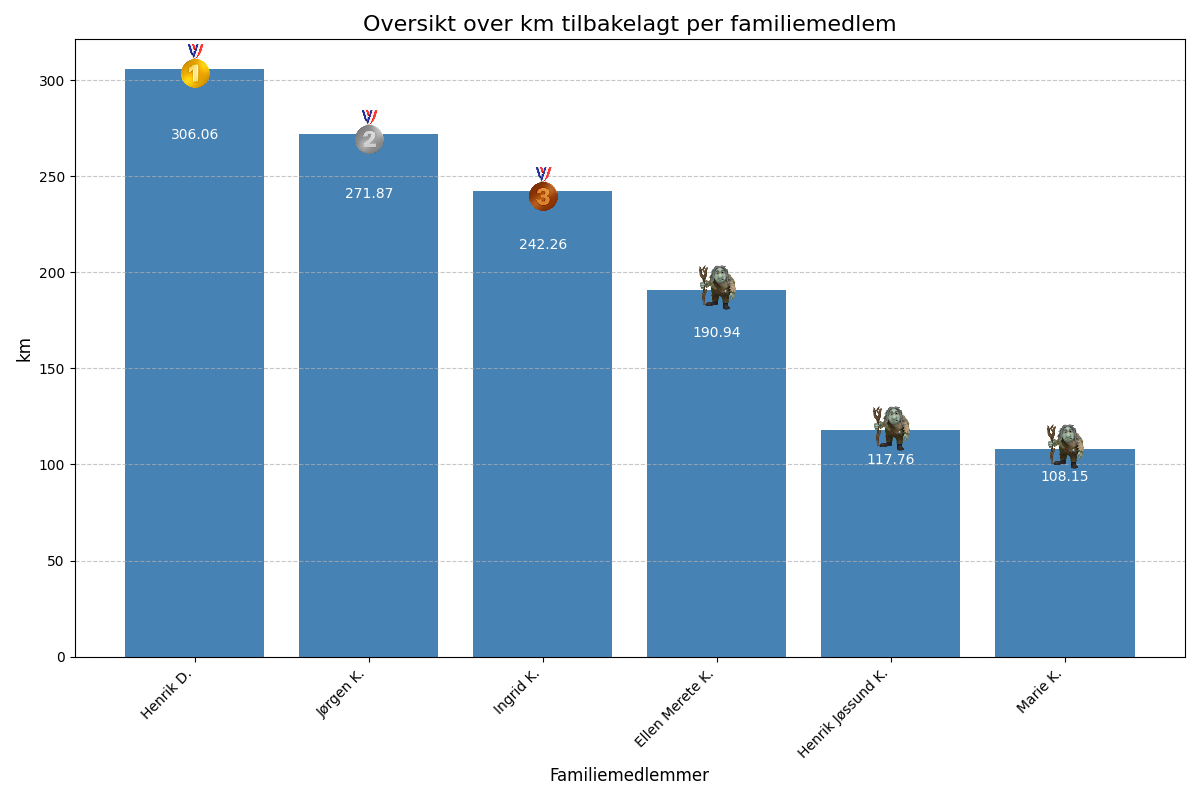 Oversikt over km tilbakelagt per familiemedlem
km
300
250
200
150
100
50
0
1
2
3
306.06
271.87
242.26
190.94
117.76
108.15
Henrik D.
Jørgen K.
Ingrid K.
Ellen Merete K.
Henrik Jøssund K.
Marie K.
Familiemedlemmer